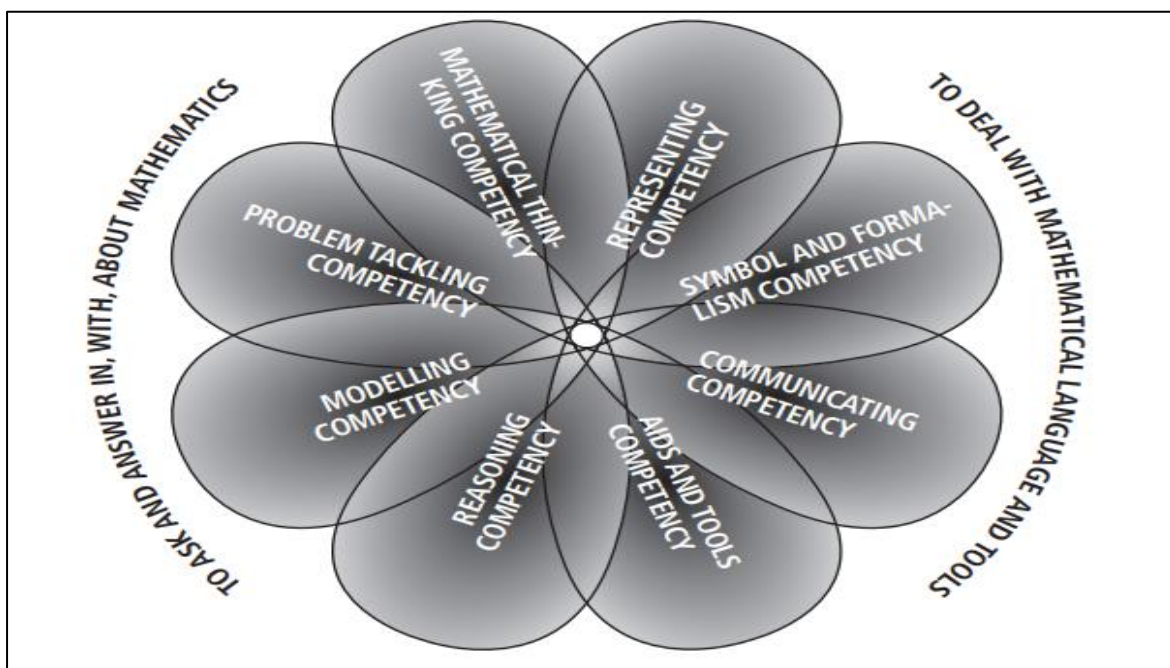 TO ASK AND ANSWER IN, WITH, ABOUT MATHEMATICS
MATHEMATICAL THIN-
KING COMPETENCY
PROBLEM TACKLING
COMPETENCY
MODELLING
COMPETENCY
REASONING
COMPETENCY
REPRESENTING
COMPETENCY
SYMBOL AND FORMA-
LISM COMPETENCY
COMMUNICATING
COMPETENCY
AIDS AND TOOLS
COMPETENCY
TO DEAL WITH MATHEMATICAL LANGUAGE AND TOOLS